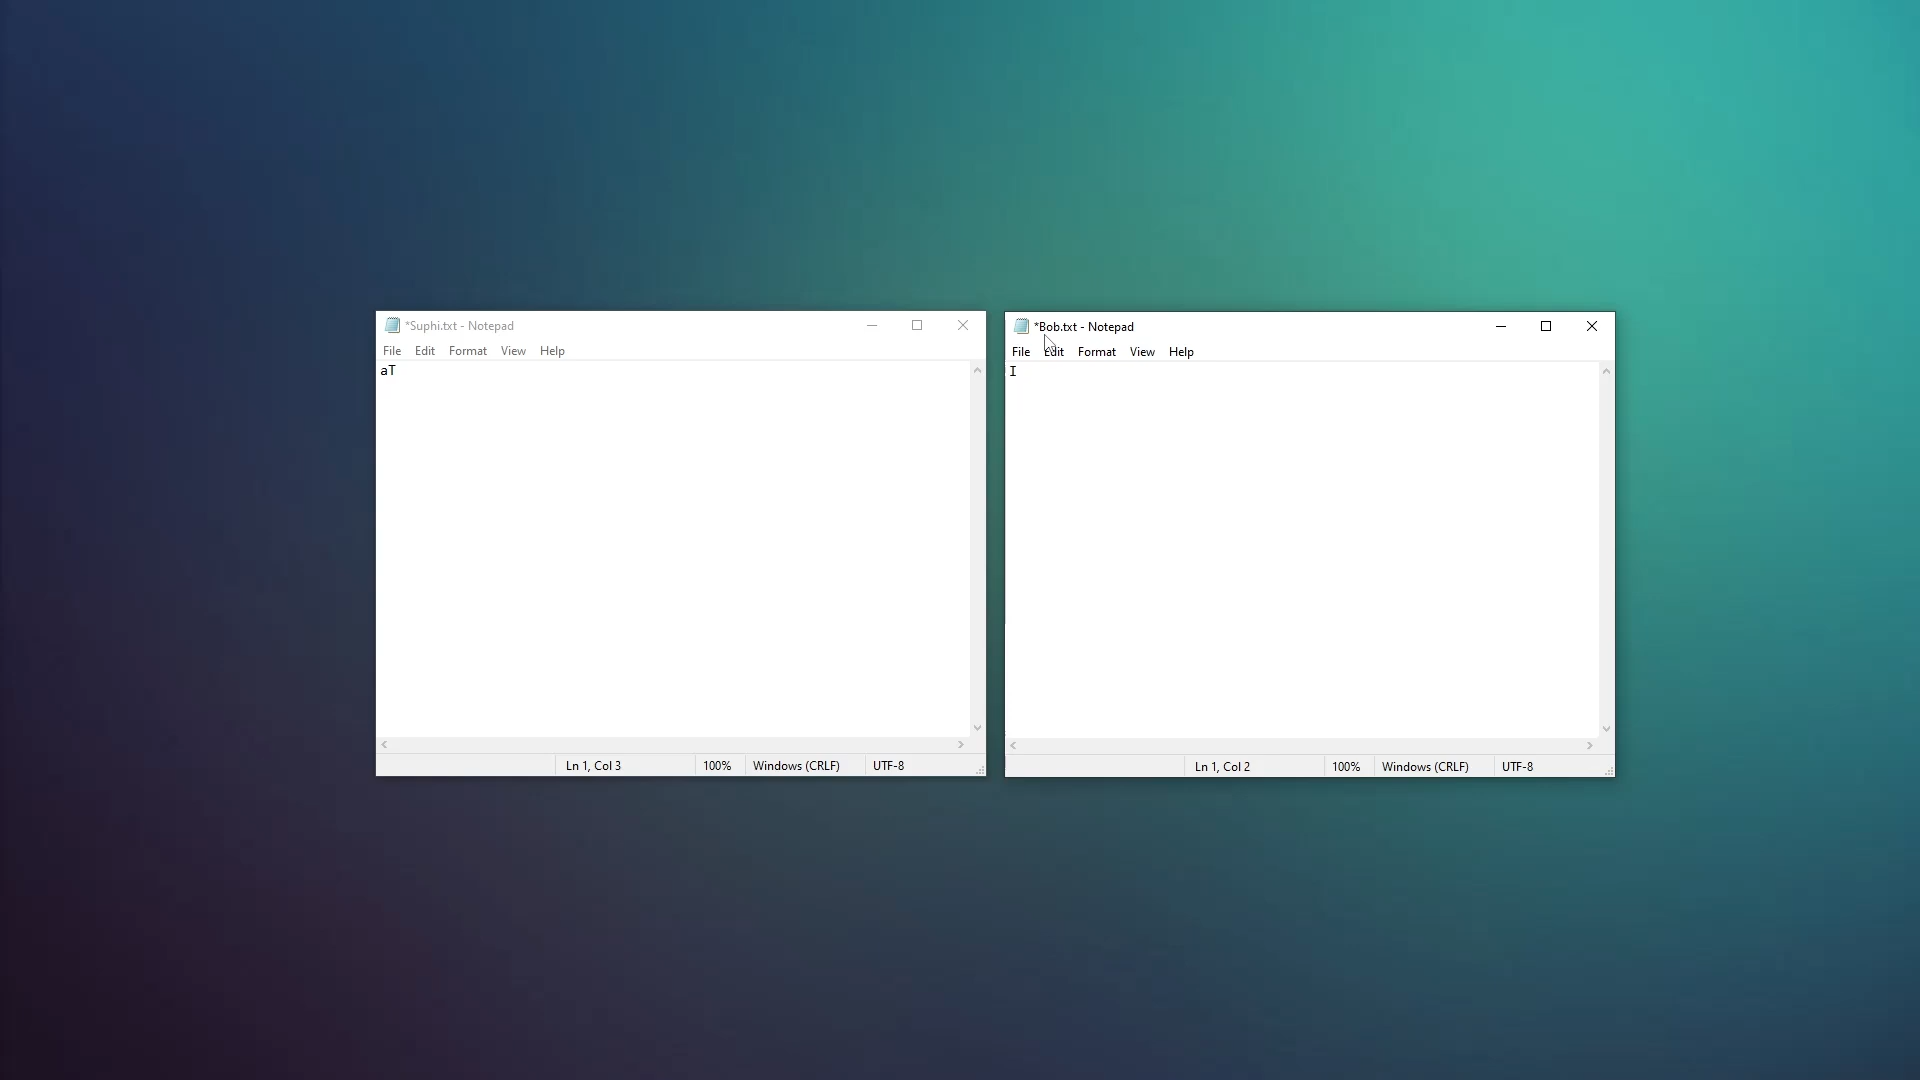 *Suphi.txt - Notepad
File Edit Format View Help
aT
Ln 1, Col 3 100% Windows (CRLF) UTF-8
*Bob.txt - Notepad
File Edit Format View Help
I
Ln 1, Col 2 100% Windows (CRLF) UTF-8